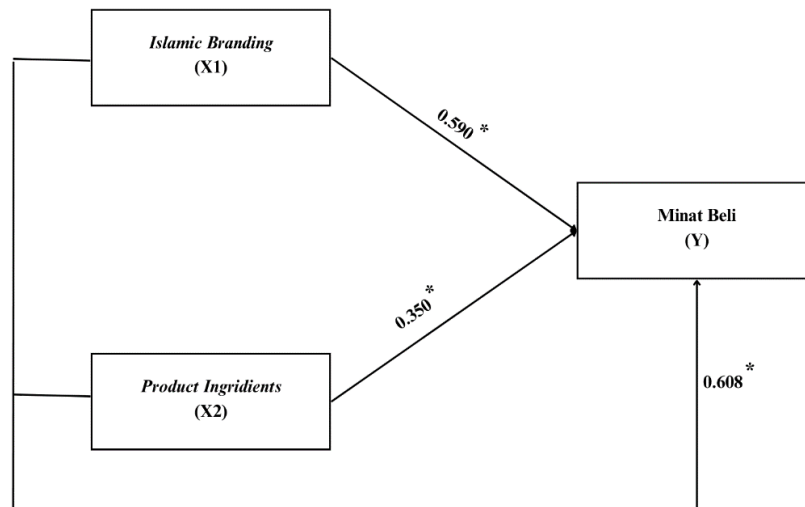 Islamic Branding
(X1)
0.590 *
Minat Beli
(Y)
0.350 *
Product Ingridients
(X2)
0.608 *